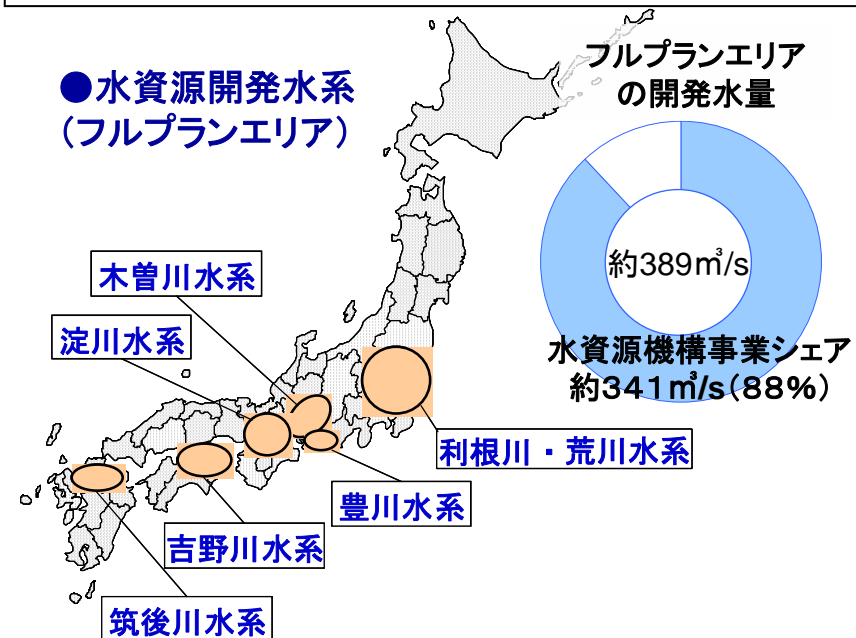 ●水資源開発水系
（フルプランエリア）
フルプランエリア
の開発水量
約389㎥/s
水資源機構事業シェア
約341㎥/s（88%）
木曽川水系
淀川水系
利根川・荒川水系
豊川水系
吉野川水系
筑後川水系